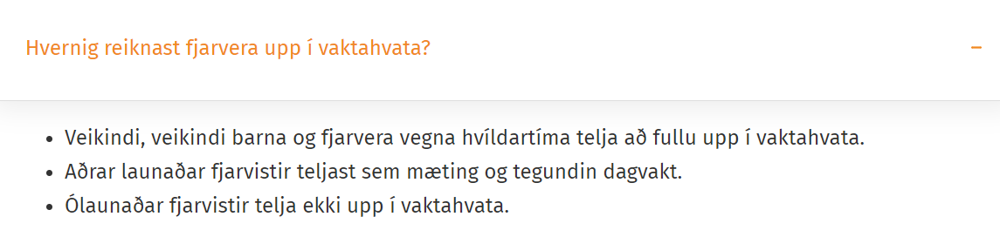 Hvernig reiknast fjarvera upp í vaktahvata?
• Veikindi, veikindi barna og fjarvera vegna hvíldartíma telja að fullu upp í vaktahvata.
• Aðrar launaðar fjarvistir teljast sem mæting og tegundin dagvakt.
• Ólaunaðar fjarvistir telja ekki upp í vaktahvata.